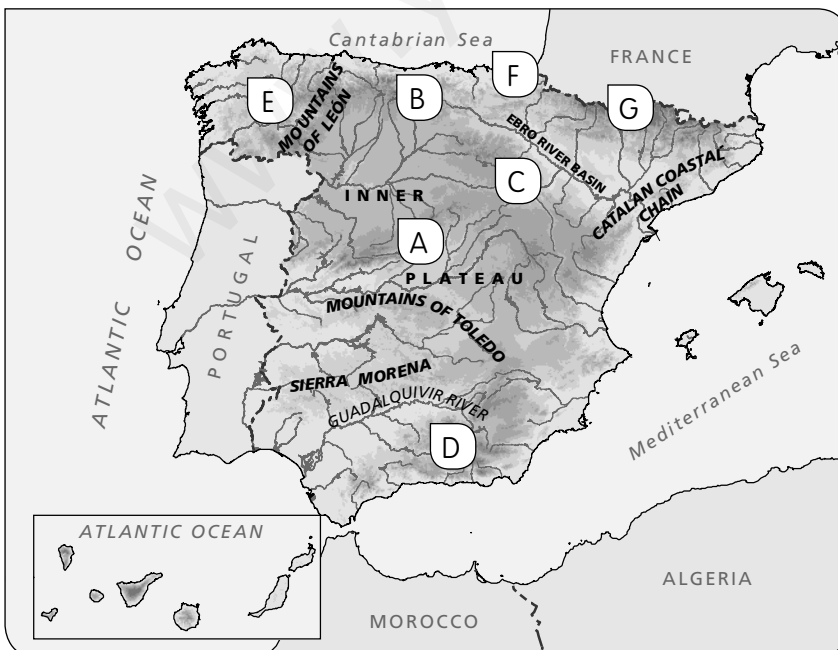 Cantabrian Sea
FRANCE
F
E
B
G
MOUNTAINS
OF LEÓN
EBRO RIVER BASIN
C
INNER
CATALAN COASTAL
CHAIN
ATLANTIC OCEAN
A
PORTUGAL
PLATEAU
MOUNTAINS OF TOLEDO
SIERRA MORENA
GUADALQUIVIR RIVER
Mediterranean Sea
D
ATLANTIC OCEAN
ALGERIA
MOROCCO